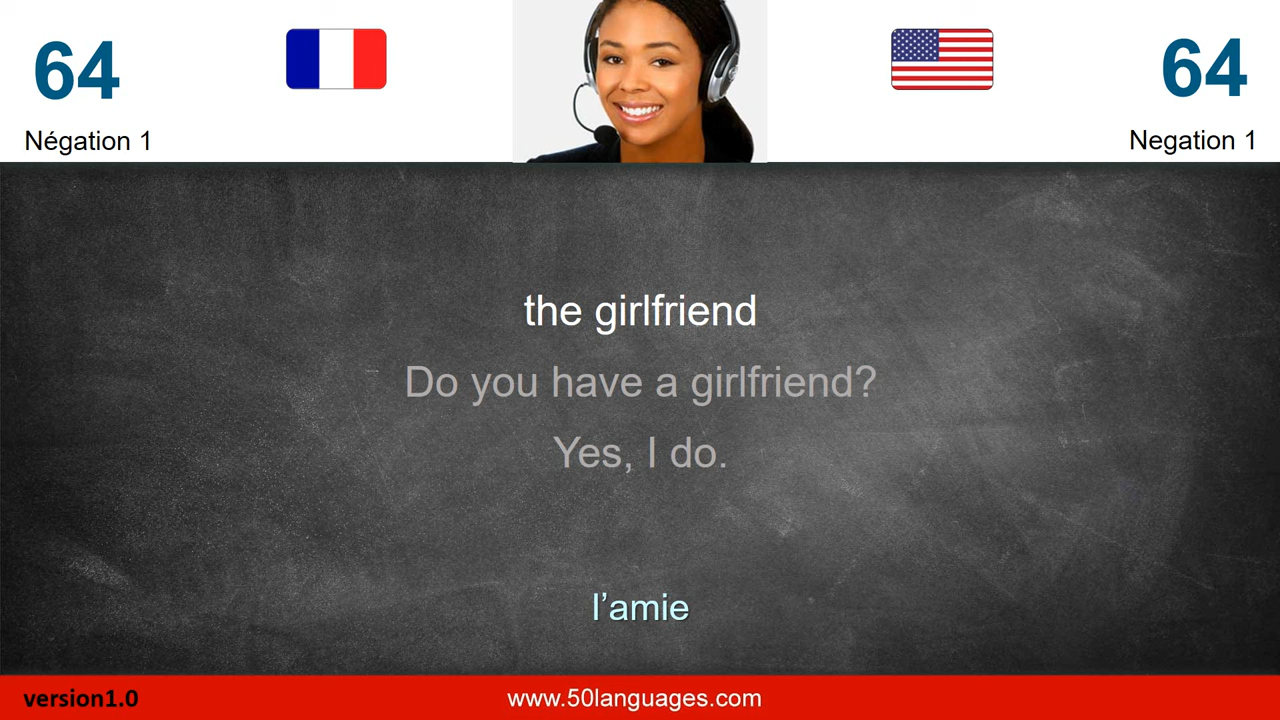 64
64
Négation 1
Negation 1
the girlfriend
Do you have a girlfriend?
Yes, I do.
l’amie
version1.0
www.50languages.com